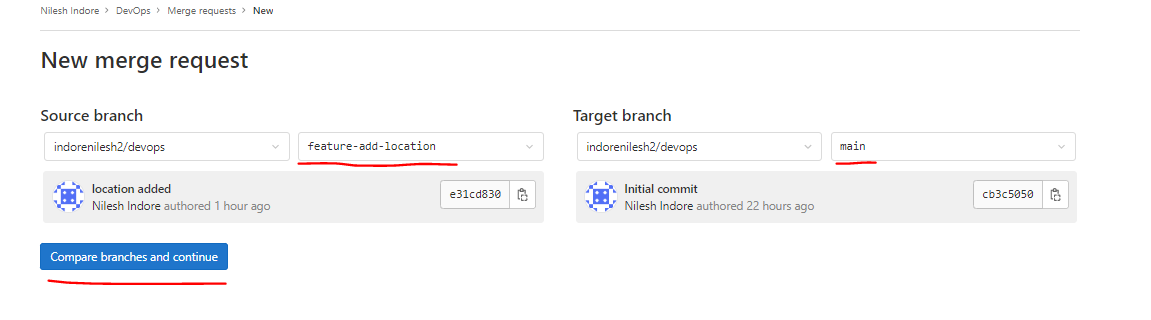 Nilesh Indore > DevOps > Merge requests > New
New merge request
Source branch
indorenilesh2/devops
feature-add-location
location added
Nilesh Indore authored 1 hour ago
e31cd830
Target branch
indorenilesh2/devops
main
Initial commit
Nilesh Indore authored 22 hours ago
cb3c5050
Compare branches and continue